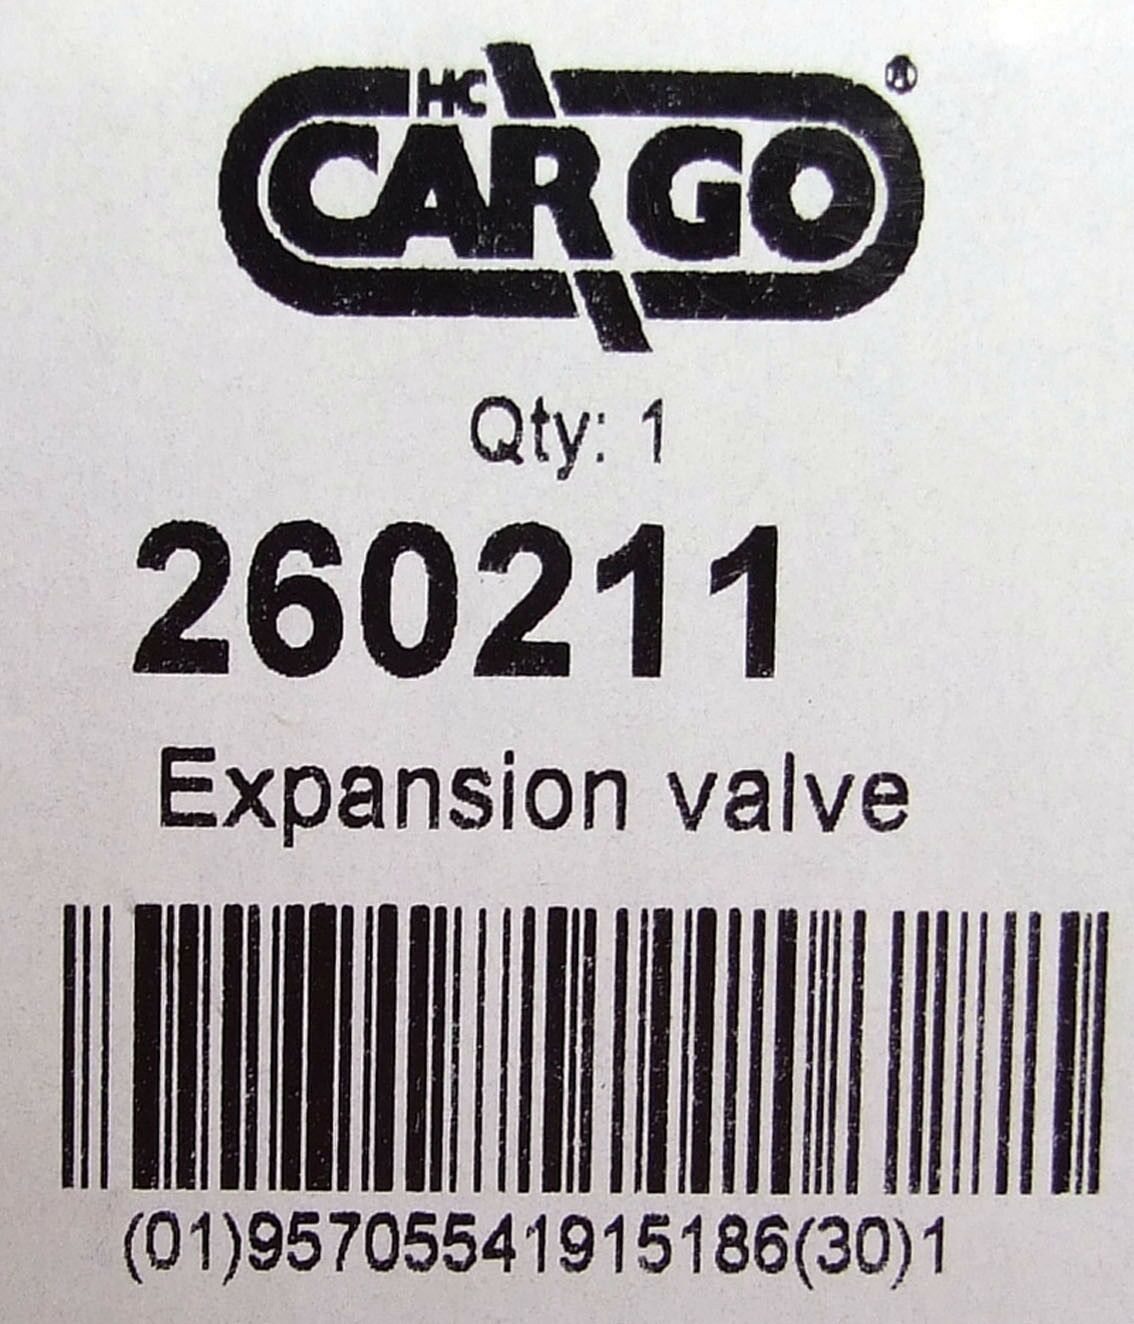 HC
CARGO®
Qty: 1
260211
Expansion valve
(01)95705541915186(30)1